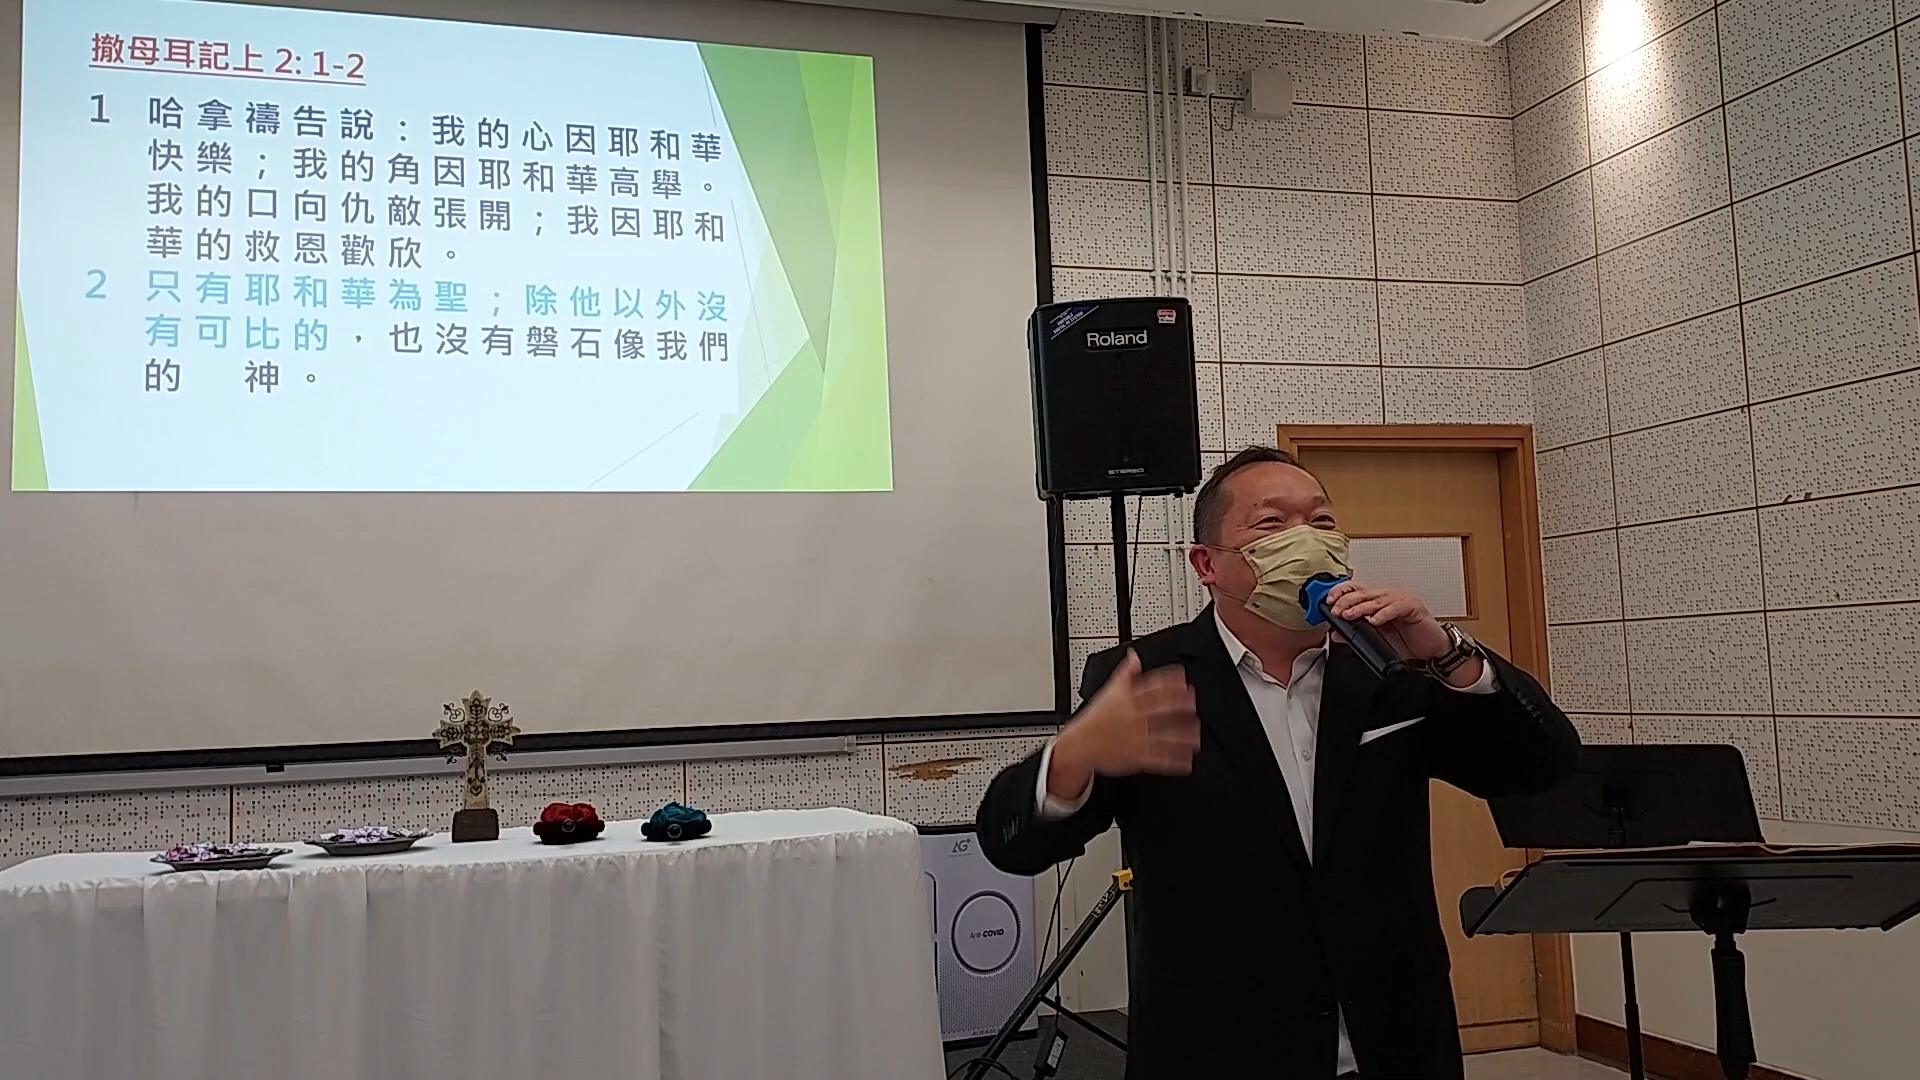 撤母耳記上 2: 1-2
1 哈拿禱告說：我的心因耶和華
快樂；我的角因耶和華高舉。
我的口向仇敵張開；我因耶和
華的救恩歡欣。
2 只有耶和華為聖；除他以外沒
有可比的，也沒有磐石像我們
的　神。
Roland
STEREO
AG+
Anti-COVID